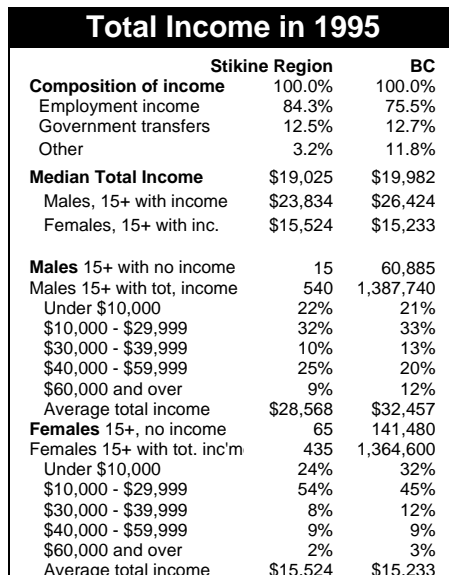 Total Income in 1995
Stikine Region BC
Composition of income 100.0% 100.0%
Employment income 84.3% 75.5%
Government transfers 12.5% 12.7%
Other 3.2% 11.8%
Median Total Income $19,025 $19,982
Males, 15+ with income $23,834 $26,424
Females, 15+ with inc. $15,524 $15,233
Males 15+ with no income 15 60,885
Males 15+ with tot, income 540 1,387,740
Under $10,000 22% 21%
$10,000 - $29,999 32% 33%
$30,000 - $39,999 10% 13%
$40,000 - $59,999 25% 20%
$60,000 and over 9% 12%
Average total income $28,568 $32,457
Females 15+, no income 65 141,480
Females 15+ with tot. inc'm 435 1,364,600
Under $10,000 24% 32%
$10,000 - $29,999 54% 45%
$30,000 - $39,999 8% 12%
$40,000 - $59,999 9% 9%
$60,000 and over 2% 3%
Average total income $15,524 $15,233